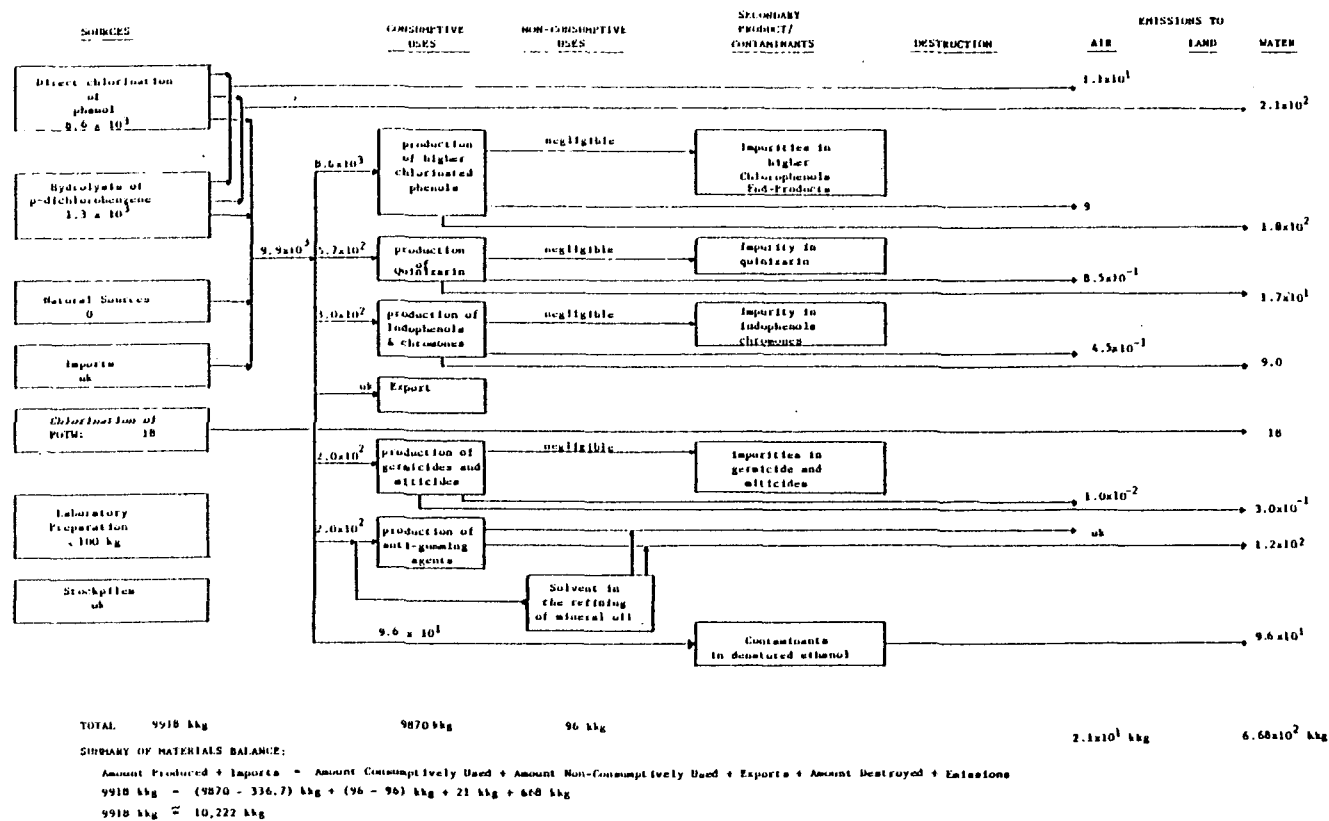 SOURCES
CONSUMPTIVE
USES
NON-CONSUMPTIVE
USES
SECONDARY
PRODUCT/
CONTAMINANTS
DESTRUCTION
EMISSIONS TO
AIR
LAND
WATER
Direct chlorination
of
phenol
8.6 x 10³
Hydrolysis of
p-dichlorobenzene
1.3 x 10³
Natural Sources
0
Imports
uk
Chlorination of
POTW: 18
Laboratory
Preparation
<100 kg
Stockpiles
uk
9.9x10³
8.6x10³
production
of higher
chlorinated
phenols
negligible
Impurities in
higher
Chlorophenols
End-Products
1.1x10¹
2.1x10²
9
1.8x10²
5.7x10²
production
of
Quinizarin
negligible
Impurity in
quinizarin
8.5x10⁻¹
1.7x10¹
3.0x10²
production of
Indophenols
& chromones
negligible
Impurity in
Indophenols
chromones
4.5x10⁻¹
9.0
uk
Export
18
2.0x10²
production of
germicides and
miticides
negligible
Impurities in
germicide and
miticides
1.0x10⁻²
3.0x10⁻¹
2.0x10²
production of
anti-gumming
agents
uk
1.2x10²
Solvent in
the refining
of mineral oil
9.6 x 10¹
Contaminants
in denatured ethanol
9.6x10¹
TOTAL 9918 kkg 9870 kkg 96 kkg 2.1x10¹ kkg 6.68x10² kkg
SUMMARY OF MATERIALS BALANCE:
Amount Produced + Imports = Amount Consumptively Used + Amount Non-Consumptively Used + Exports + Amount Destroyed + Emissions
9918 kkg = (9870 - 336.7) kkg + (96 - 96) kkg + 21 kkg + 668 kkg
9918 kkg ≈ 10,222 kkg